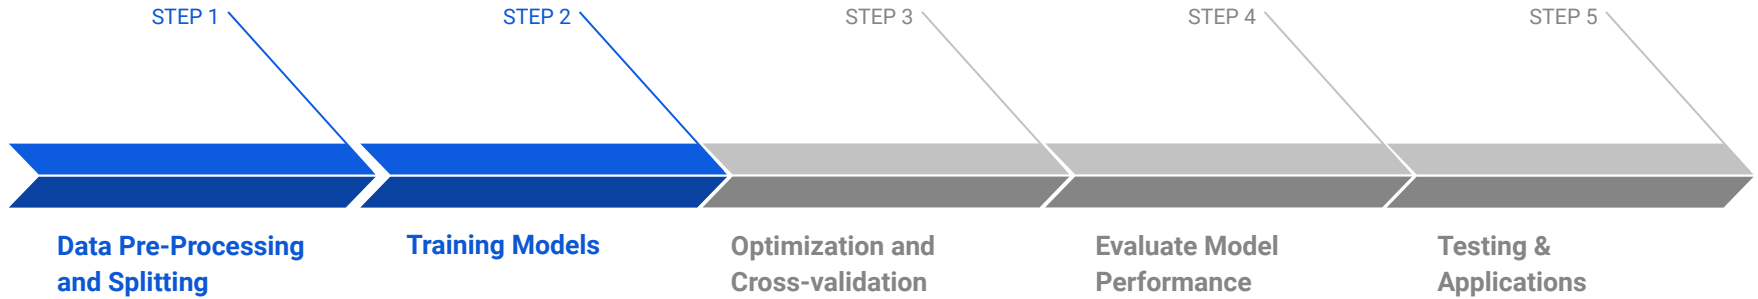 STEP 1
STEP 2
STEP 3
STEP 4
STEP 5
Data Pre-Processing
and Splitting
Training Models
Optimization and
Cross-validation
Evaluate Model
Performance
Testing &
Applications